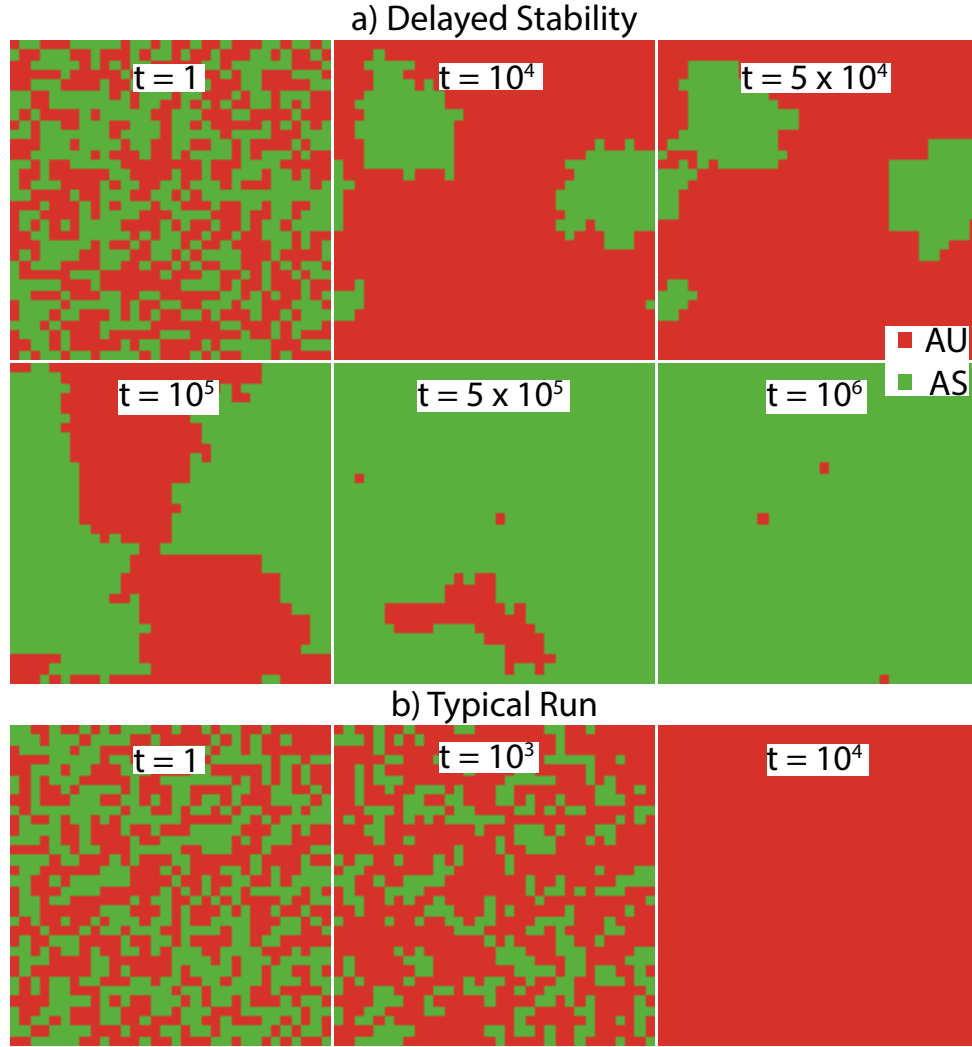 a) Delayed Stability
t = 1
t = 10⁴
t = 5 x 10⁴
AU
AS
t = 10⁵
t = 5 x 10⁵
t = 10⁶
b) Typical Run
t = 1
t = 10³
t = 10⁴